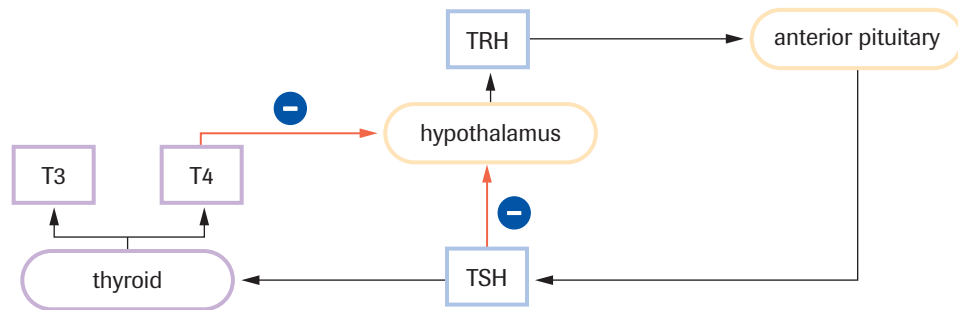 TRH
anterior pituitary
−
hypothalamus
T3
T4
−
thyroid
TSH